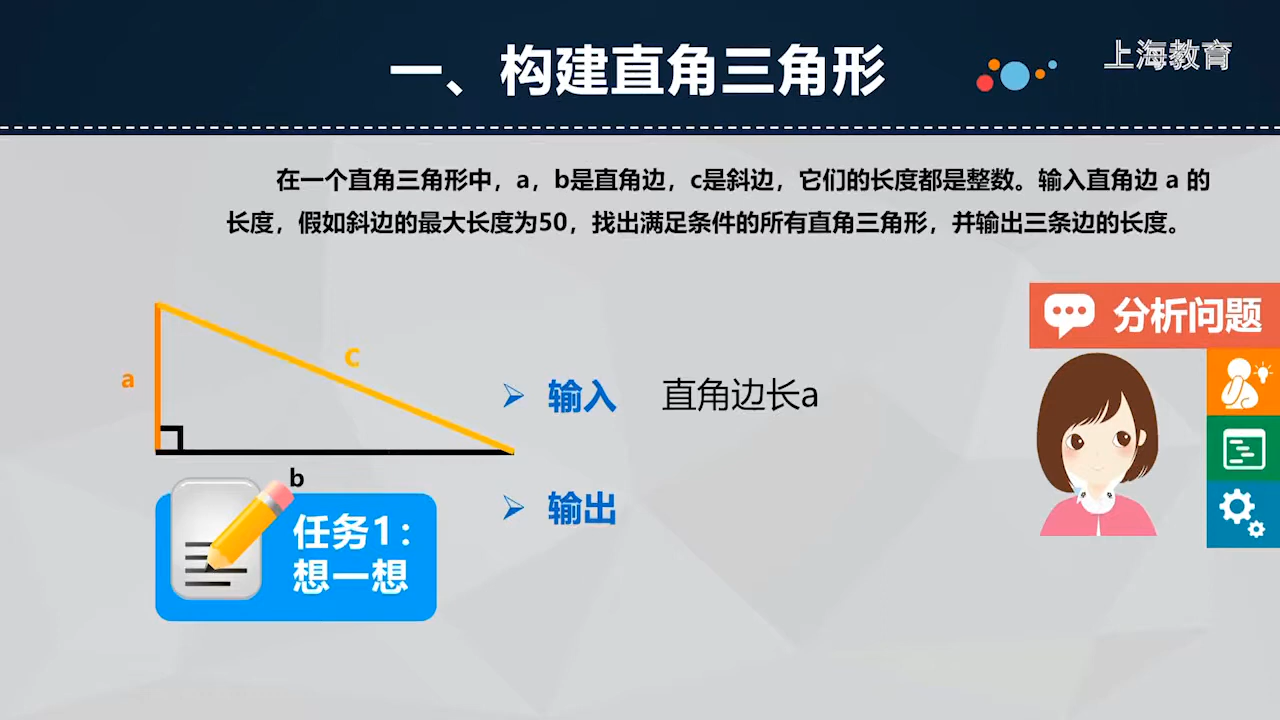 一、构建直角三角形
上海教育
在一个直角三角形中，a，b是直角边，c是斜边，它们的长度都是整数。输入直角边 a 的
长度，假如斜边的最大长度为50，找出满足条件的所有直角三角形，并输出三条边的长度。
分析问题
c
a
输入 直角边长a
b
输出
任务1：
想一想